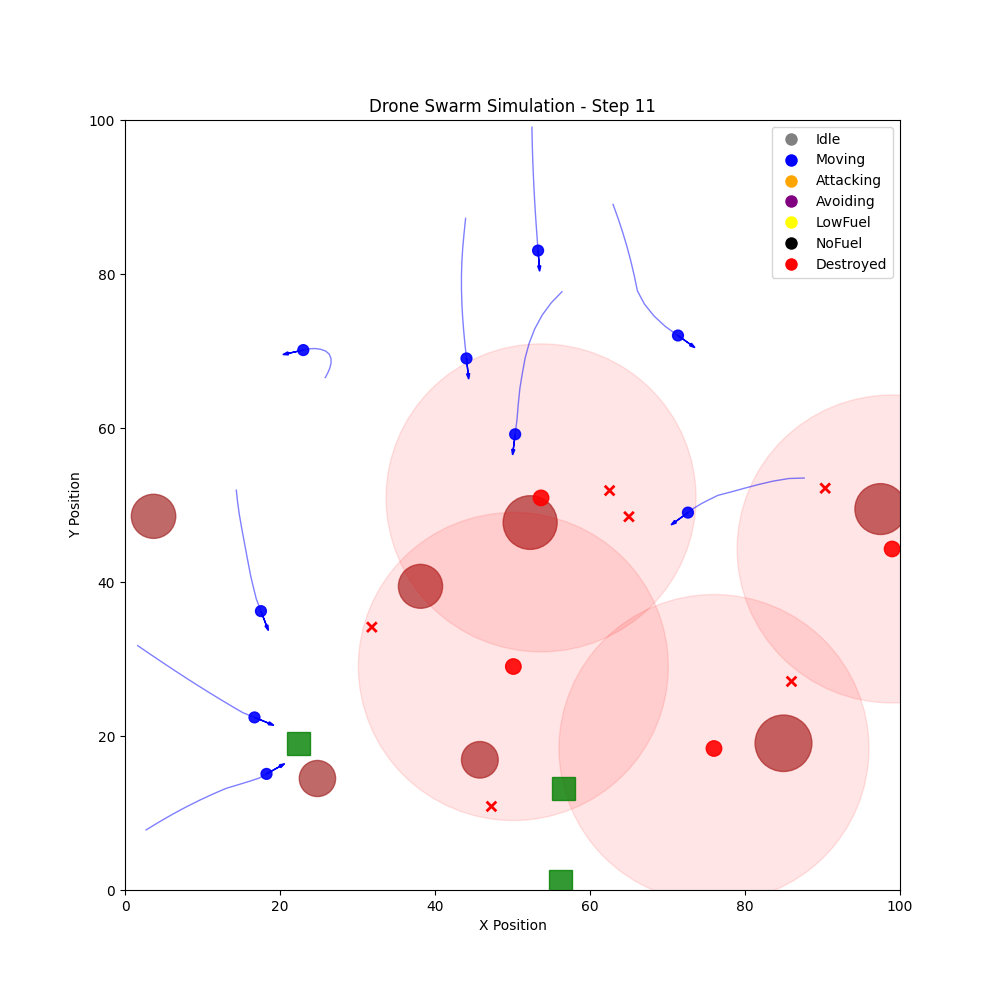 Drone Swarm Simulation - Step 11
Idle
Moving
Attacking
Avoiding
LowFuel
NoFuel
Destroyed
100
80
60
40
20
0
Y Position
0 20 40 60 80 100
X Position